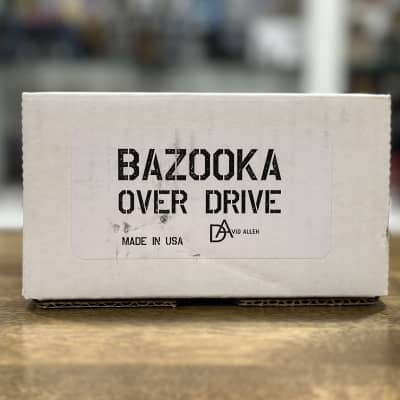 BAZOOKA
OVER DRIVE
MADE IN USA DAVID ALLEN